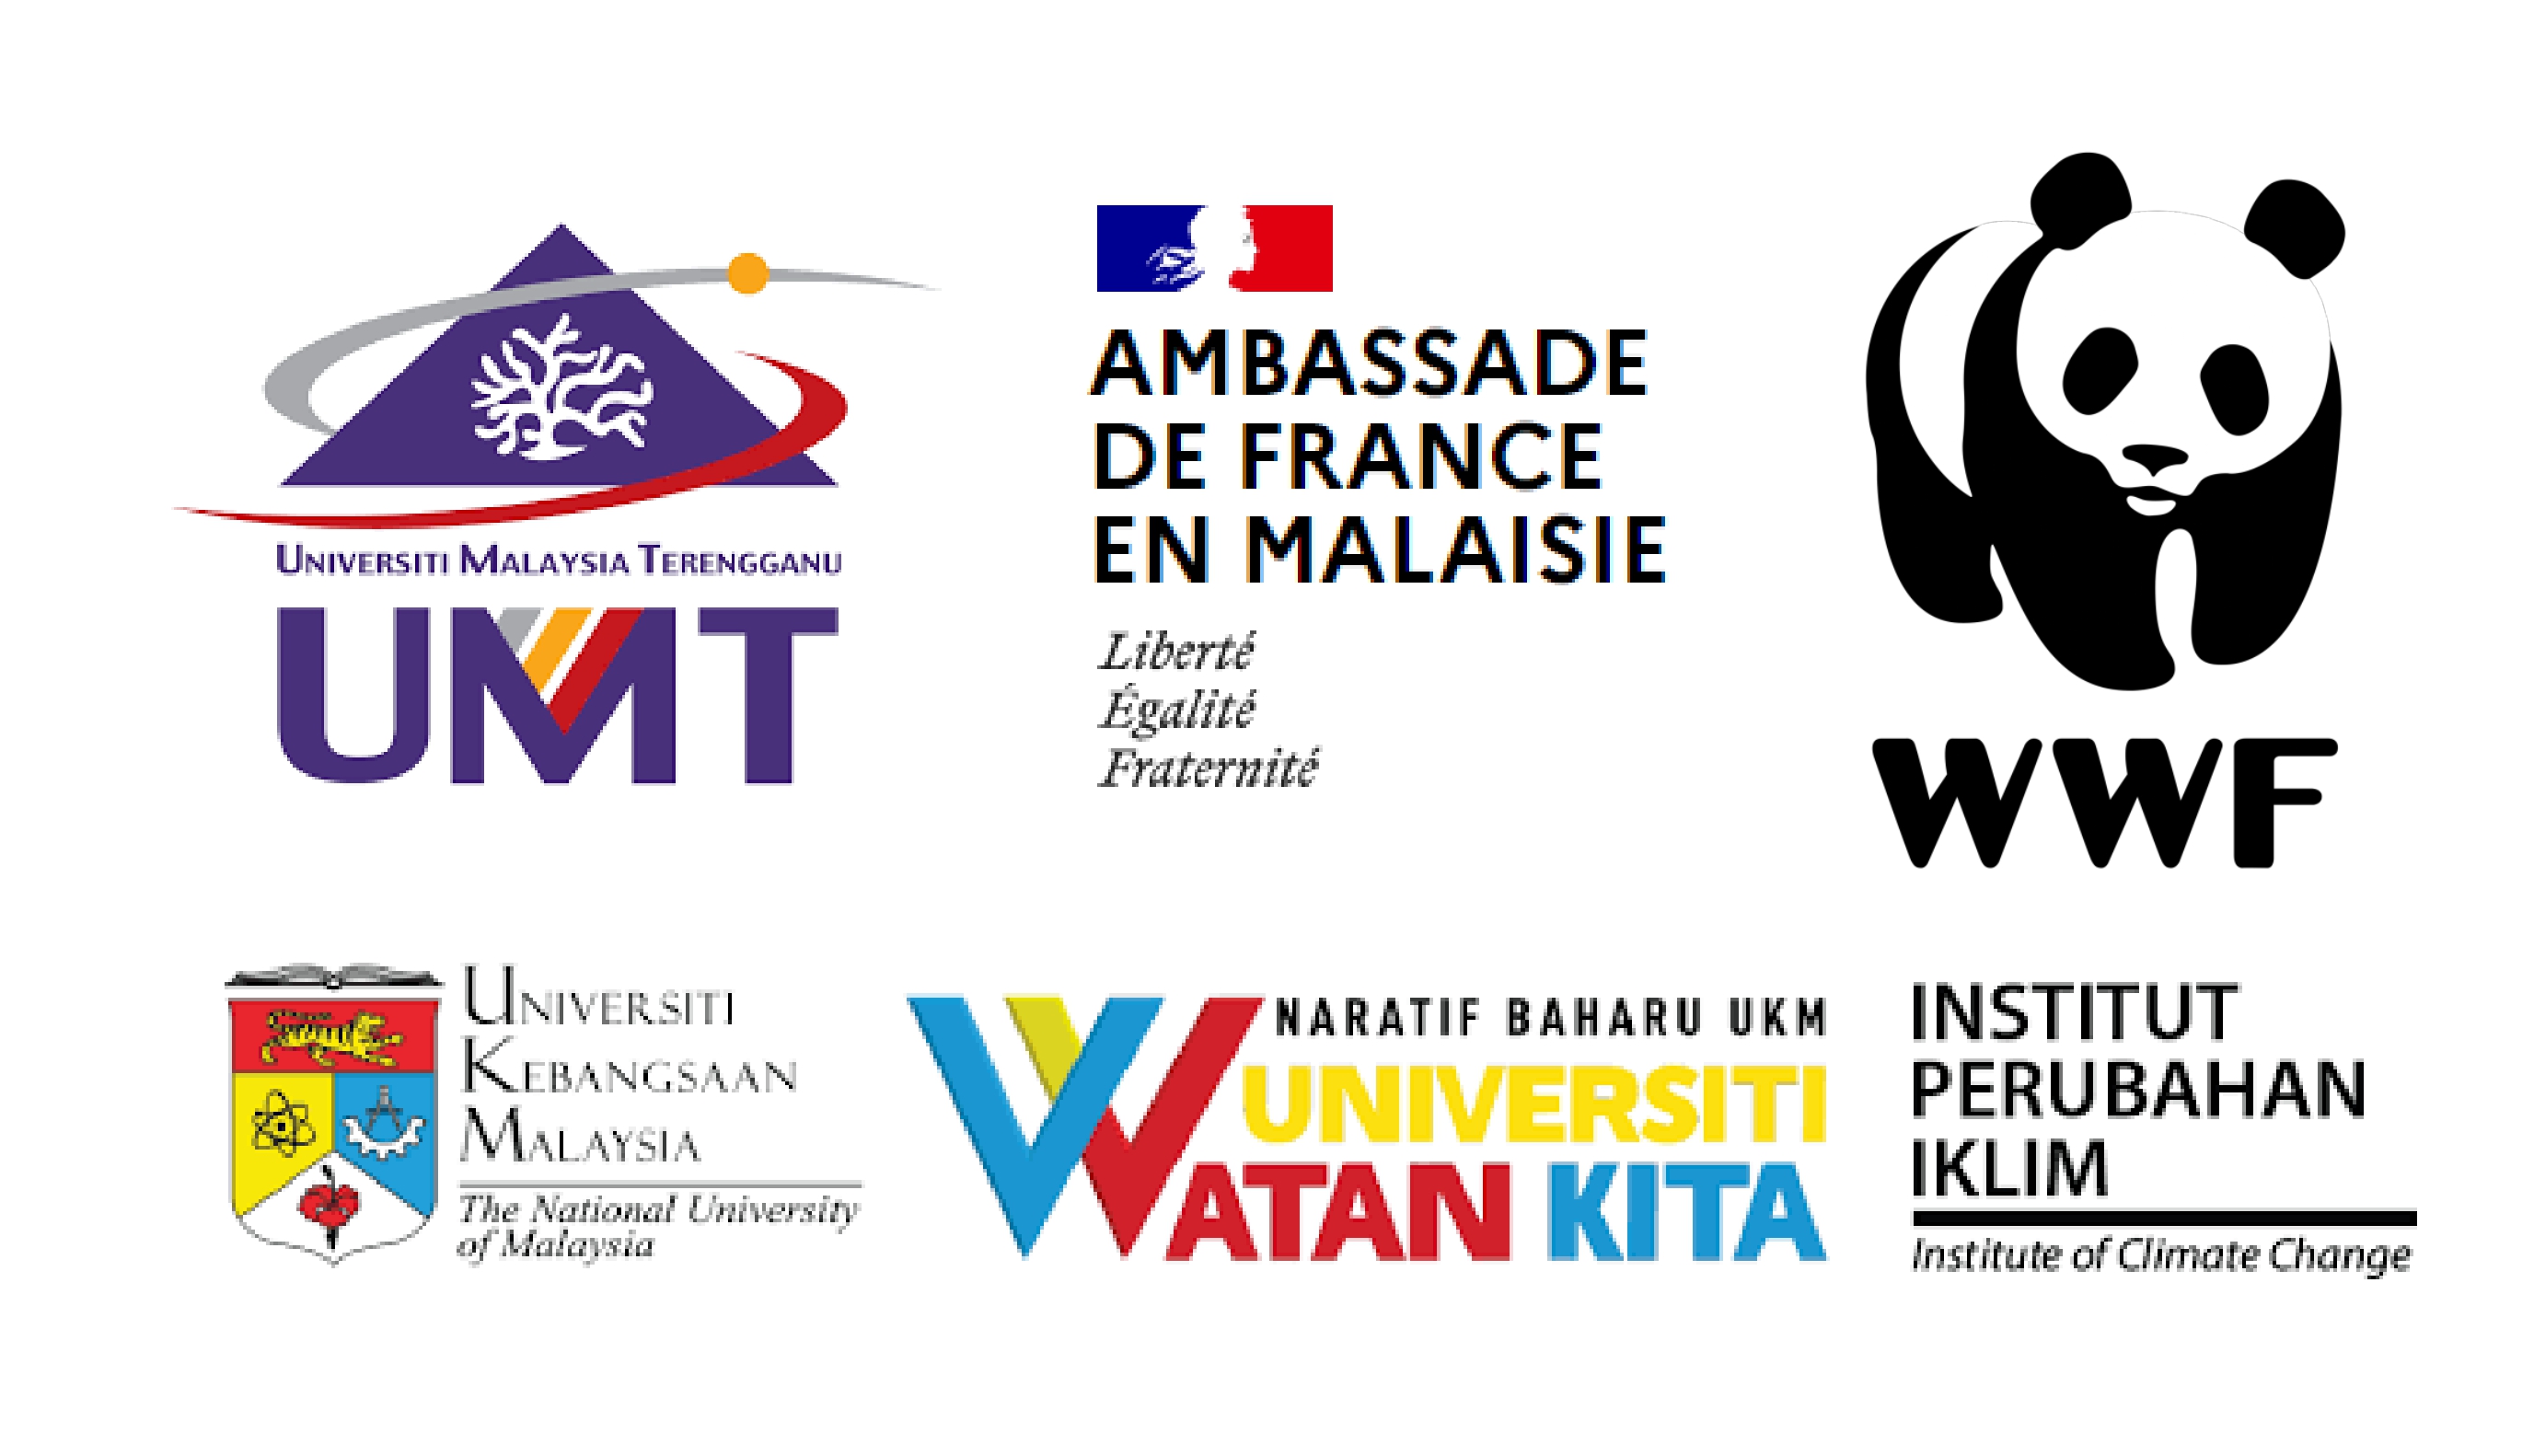 UNIVERSITI MALAYSIA TERENGGANU
UMT
AMBASSADE
DE FRANCE
EN MALAISIE
Liberté
Égalité
Fraternité
WWF
UNIVERSITI
KEBANGSAAN
MALAYSIA
The National University
of Malaysia
NARATIF BAHARU UKM
UNIVERSITI
WATAN KITA
INSTITUT
PERUBAHAN
IKLIM
Institute of Climate Change